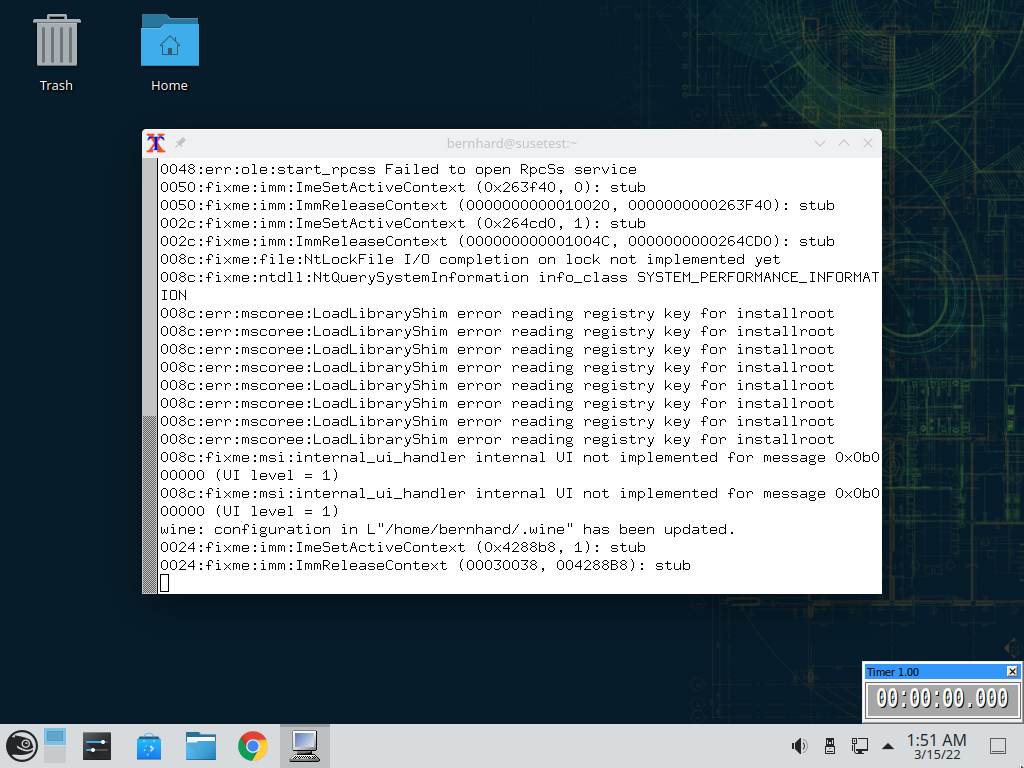 Trash
Home
bernhard@susetest:~
0048:err:ole:start_rpcss Failed to open RpcSs service
0050:fixme:imm:ImeSetActiveContext (0x263f40, 0): stub
0050:fixme:imm:ImmReleaseContext (0000000000010020, 0000000000263F40): stub
002c:fixme:imm:ImeSetActiveContext (0x264cd0, 1): stub
002c:fixme:imm:ImmReleaseContext (000000000001004C, 0000000000264CD0): stub
008c:fixme:file:NtLockFile I/O completion on lock not implemented yet
008c:fixme:ntdll:NtQuerySystemInformation info_class SYSTEM_PERFORMANCE_INFORMAT
ION
008c:err:mscoree:LoadLibraryShim error reading registry key for installroot
008c:err:mscoree:LoadLibraryShim error reading registry key for installroot
008c:err:mscoree:LoadLibraryShim error reading registry key for installroot
008c:err:mscoree:LoadLibraryShim error reading registry key for installroot
008c:err:mscoree:LoadLibraryShim error reading registry key for installroot
008c:err:mscoree:LoadLibraryShim error reading registry key for installroot
008c:err:mscoree:LoadLibraryShim error reading registry key for installroot
008c:err:mscoree:LoadLibraryShim error reading registry key for installroot
008c:fixme:msi:internal_ui_handler internal UI not implemented for message 0x0b0
00000 (UI level = 1)
008c:fixme:msi:internal_ui_handler internal UI not implemented for message 0x0b0
00000 (UI level = 1)
wine: configuration in L"/home/bernhard/.wine" has been updated.
0024:fixme:imm:ImeSetActiveContext (0x4288b8, 1): stub
0024:fixme:imm:ImmReleaseContext (00030038, 004288B8): stub
Timer 1.00
00:00:00.000
1:51 AM
3/15/22